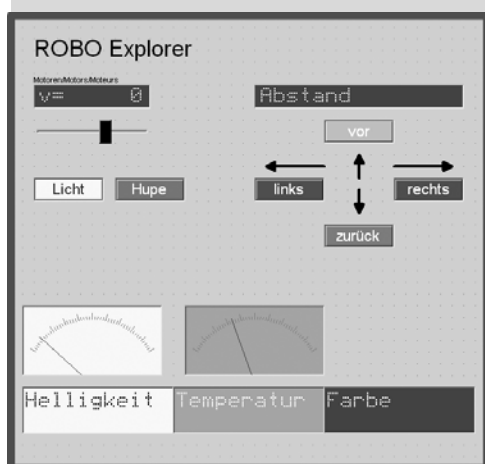 ROBO Explorer
Motoren/Motors/Moteurs
v= 0
Abstand
vor
links
rechts
Licht
Hupe
zurück
Helligkeit
Temperatur
Farbe